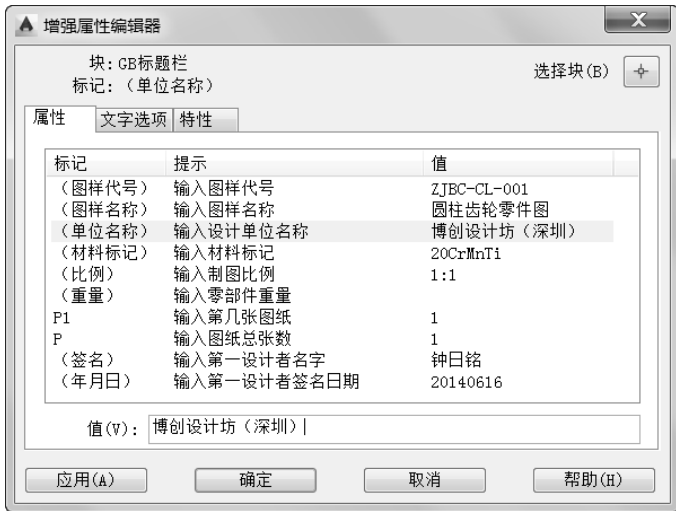 增强属性编辑器
块: GB标题栏
标记: （单位名称）
选择块(B)
属性 文字选项 特性
标记 提示 值
（图样代号） 输入图样代号 ZJBC-CL-001
（图样名称） 输入图样名称 圆柱齿轮零件图
（单位名称） 输入设计单位名称 博创设计坊（深圳）
（材料标记） 输入材料标记 20CrMnTi
（比例） 输入制图比例 1:1
（重量） 输入零部件重量
P1 输入第几张图纸 1
P 输入图纸总张数 1
（签名） 输入第一设计者名字 钟日铭
（年月日） 输入第一设计者签名日期 20140616
值(V): 博创设计坊（深圳）
应用(A) 确定 取消 帮助(H)